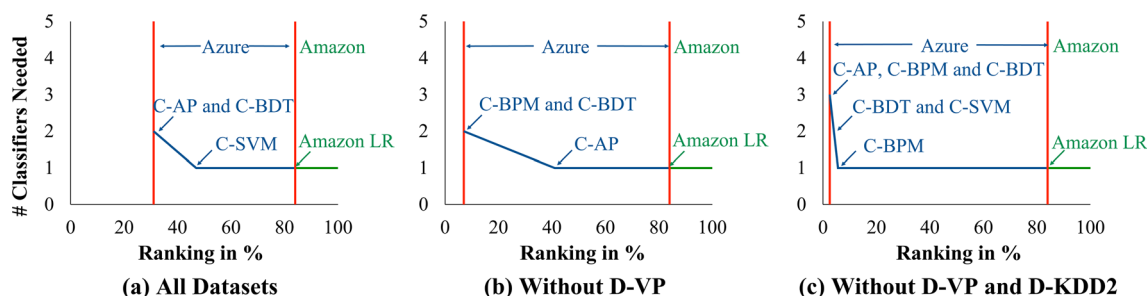 # Classifiers Needed
5
4
3
2
1
0
Azure
Amazon
C-AP and C-BDT
C-SVM
Amazon LR
0 20 40 60 80 100
Ranking in %
(a) All Datasets
5
4
3
2
1
0
Azure
Amazon
C-BPM and C-BDT
C-AP
Amazon LR
0 20 40 60 80 100
Ranking in %
(b) Without D-VP
5
4
3
2
1
0
Azure
Amazon
C-AP, C-BPM and C-BDT
C-BDT and C-SVM
C-BPM
Amazon LR
0 20 40 60 80 100
Ranking in %
(c) Without D-VP and D-KDD2